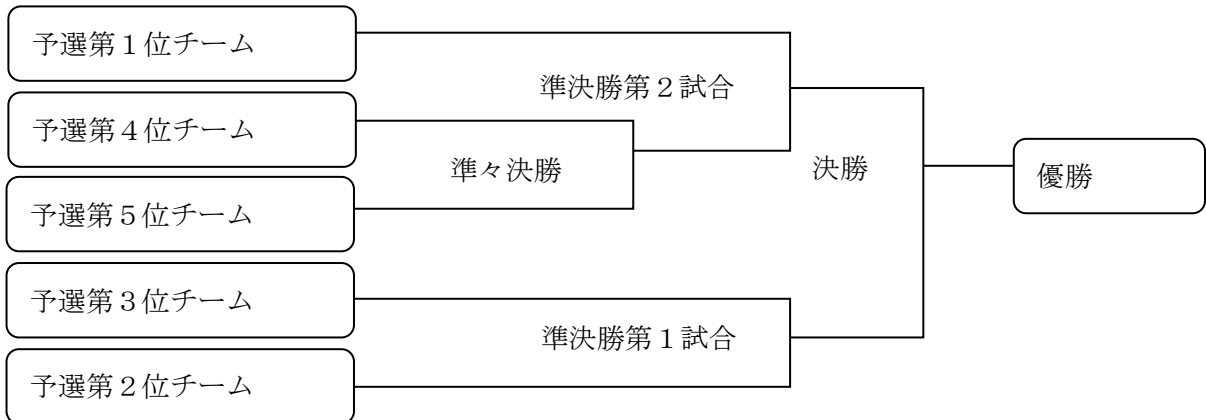 予選第１位チーム
準決勝第２試合
予選第４位チーム
準々決勝
決勝
優勝
予選第５位チーム
予選第３位チーム
準決勝第１試合
予選第２位チーム